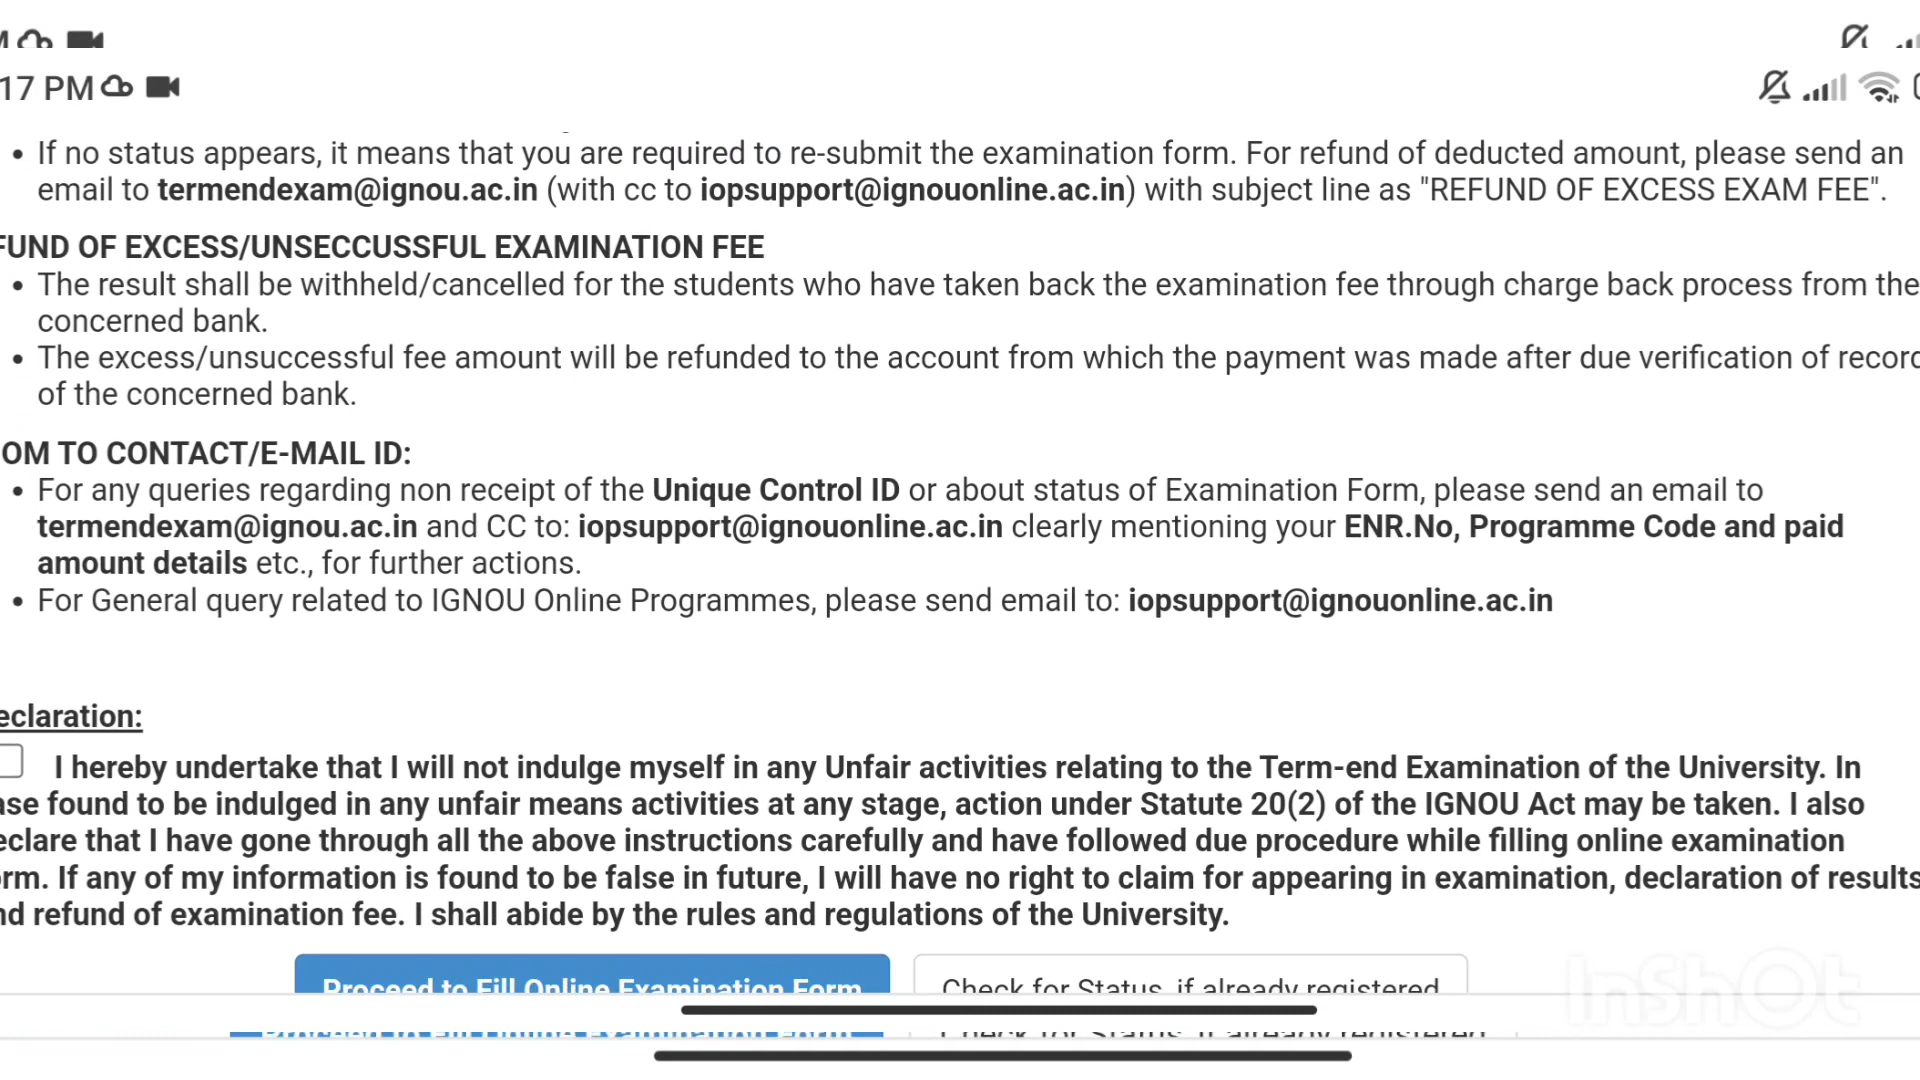 17 PM
• If no status appears, it means that you are required to re-submit the examination form. For refund of deducted amount, please send an
email to termendexam@ignou.ac.in (with cc to iopsupport@ignouonline.ac.in) with subject line as "REFUND OF EXCESS EXAM FEE".
FUND OF EXCESS/UNSECCUSSFUL EXAMINATION FEE
• The result shall be withheld/cancelled for the students who have taken back the examination fee through charge back process from the
concerned bank.
• The excess/unsuccessful fee amount will be refunded to the account from which the payment was made after due verification of record
of the concerned bank.
OM TO CONTACT/E-MAIL ID:
• For any queries regarding non receipt of the Unique Control ID or about status of Examination Form, please send an email to
termendexam@ignou.ac.in and CC to: iopsupport@ignouonline.ac.in clearly mentioning your ENR.No, Programme Code and paid
amount details etc., for further actions.
• For General query related to IGNOU Online Programmes, please send email to: iopsupport@ignouonline.ac.in
eclaration:
I hereby undertake that I will not indulge myself in any Unfair activities relating to the Term-end Examination of the University. In
ase found to be indulged in any unfair means activities at any stage, action under Statute 20(2) of the IGNOU Act may be taken. I also
eclare that I have gone through all the above instructions carefully and have followed due procedure while filling online examination
rm. If any of my information is found to be false in future, I will have no right to claim for appearing in examination, declaration of results
nd refund of examination fee. I shall abide by the rules and regulations of the University.
Proceed to Fill Online Examination Form
Check for Status, if already registered
Proceed to Fill Online Examination Form
Check for Status, if already registered
InShOt